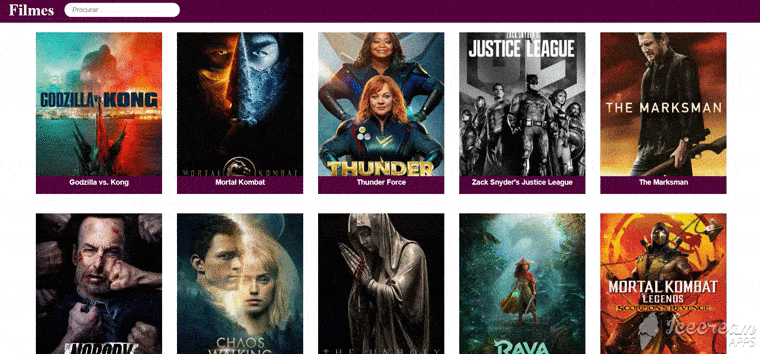 Filmes
Procurar
GODZILLA vs. KONG
MORTAL KOMBAT
THUNDER
ZACK SNYDER'S
JUSTICE LEAGUE
THE MARKSMAN
Godzilla vs. Kong
Mortal Kombat
Thunder Force
Zack Snyder's Justice League
The Marksman
NOBODY
CHAOS
WALKING
THE UNHOLY
RAYA
MORTAL KOMBAT
LEGENDS
SCORPION'S REVENGE
Icecream
APPS